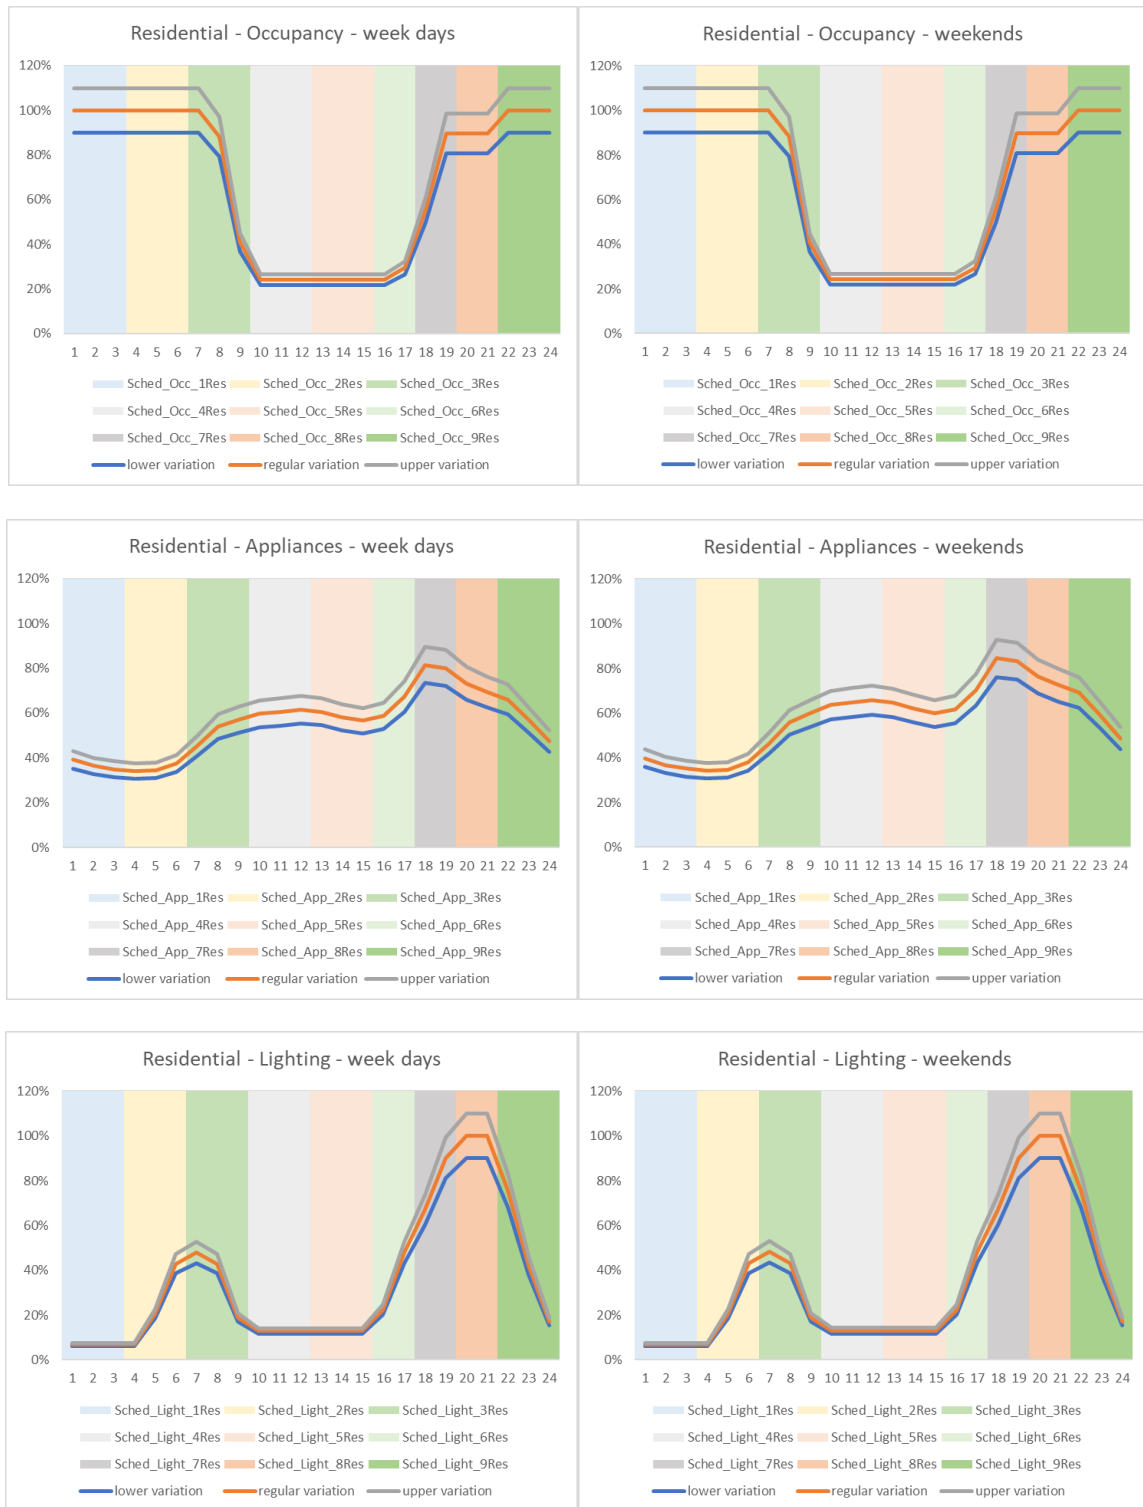 Residential - Occupancy - week days
120%
100%
80%
60%
40%
20%
0%
1 2 3 4 5 6 7 8 9 10 11 12 13 14 15 16 17 18 19 20 21 22 23 24
Sched_Occ_1Res Sched_Occ_2Res Sched_Occ_3Res
Sched_Occ_4Res Sched_Occ_5Res Sched_Occ_6Res
Sched_Occ_7Res Sched_Occ_8Res Sched_Occ_9Res
lower variation regular variation upper variation
Residential - Occupancy - weekends
120%
100%
80%
60%
40%
20%
0%
1 2 3 4 5 6 7 8 9 10 11 12 13 14 15 16 17 18 19 20 21 22 23 24
Sched_Occ_1Res Sched_Occ_2Res Sched_Occ_3Res
Sched_Occ_4Res Sched_Occ_5Res Sched_Occ_6Res
Sched_Occ_7Res Sched_Occ_8Res Sched_Occ_9Res
lower variation regular variation upper variation
Residential - Appliances - week days
120%
100%
80%
60%
40%
20%
0%
1 2 3 4 5 6 7 8 9 10 11 12 13 14 15 16 17 18 19 20 21 22 23 24
Sched_App_1Res Sched_App_2Res Sched_App_3Res
Sched_App_4Res Sched_App_5Res Sched_App_6Res
Sched_App_7Res Sched_App_8Res Sched_App_9Res
lower variation regular variation upper variation
Residential - Appliances - weekends
120%
100%
80%
60%
40%
20%
0%
1 2 3 4 5 6 7 8 9 10 11 12 13 14 15 16 17 18 19 20 21 22 23 24
Sched_App_1Res Sched_App_2Res Sched_App_3Res
Sched_App_4Res Sched_App_5Res Sched_App_6Res
Sched_App_7Res Sched_App_8Res Sched_App_9Res
lower variation regular variation upper variation
Residential - Lighting - week days
120%
100%
80%
60%
40%
20%
0%
1 2 3 4 5 6 7 8 9 10 11 12 13 14 15 16 17 18 19 20 21 22 23 24
Sched_Light_1Res Sched_Light_2Res Sched_Light_3Res
Sched_Light_4Res Sched_Light_5Res Sched_Light_6Res
Sched_Light_7Res Sched_Light_8Res Sched_Light_9Res
lower variation regular variation upper variation
Residential - Lighting - weekends
120%
100%
80%
60%
40%
20%
0%
1 2 3 4 5 6 7 8 9 10 11 12 13 14 15 16 17 18 19 20 21 22 23 24
Sched_Light_1Res Sched_Light_2Res Sched_Light_3Res
Sched_Light_4Res Sched_Light_5Res Sched_Light_6Res
Sched_Light_7Res Sched_Light_8Res Sched_Light_9Res
lower variation regular variation upper variation